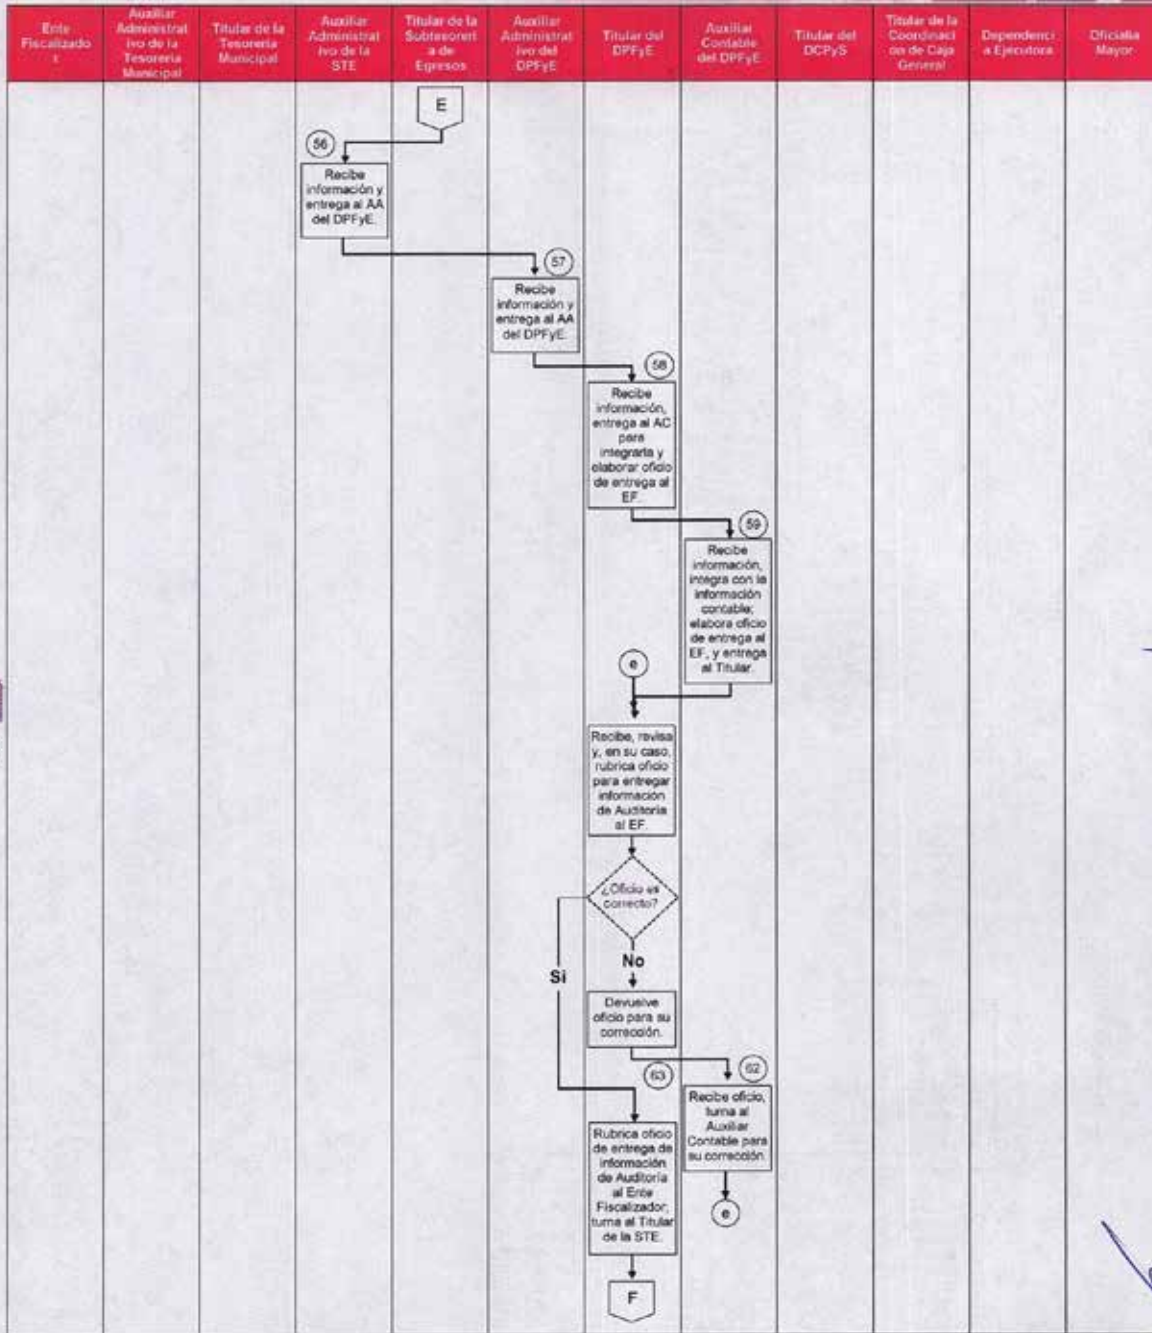 Ente
Fiscalizado
r
Auxiliar
Administrat
ivo de la
Tesorería
Municipal
Titular de la
Tesorería
Municipal
Auxiliar
Administrat
ivo de la
STE
Titular de la
Subtesorerí
a de
Egresos
Auxiliar
Administrat
ivo del
DPFyE
Titular del
DPFyE
Auxiliar
Contable
del DPFyE
Titular del
DCPyS
Titular de la
Coordinaci
on de Caja
General
Dependenci
a Ejecutora
Oficialía
Mayor
E
56
Recibe
información y
entrega al AA
del DPFyE.
57
Recibe
información y
entrega al AA
del DPFyE.
58
Recibe
información,
entrega al AC
para
integrarla y
elaborar oficio
de entrega al
EF.
59
Recibe
información,
integra con la
información
contable;
elabora oficio
de entrega al
EF, y entrega
al Titular.
e
Recibe, revisa
y, en su caso,
rubrica oficio
para entregar
información
de Auditoría
al EF.
¿Oficio es
correcto?
Si
No
Devuelve
oficio para su
corrección.
63
62
Recibe oficio,
turna al
Auxiliar
Contable para
su corrección.
e
Rubrica oficio
de entrega de
información
de Auditoría
al Ente
Fiscalizador;
turna al Titular
de la STE.
F